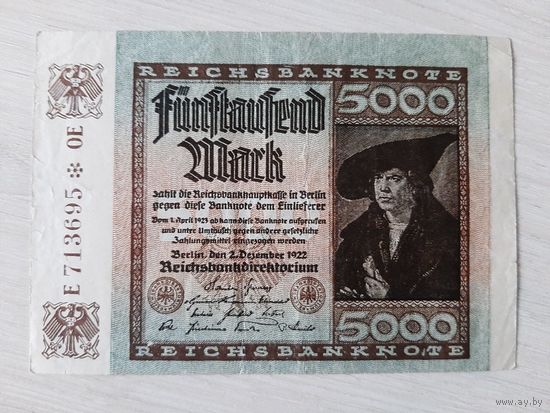 REICHSBANKNOTE
5000
Fünftausend
Mark
zahlt die Reichsbankhauptkasse in Berlin
gegen diese Banknote dem Einlieferer
Vom 1. April 1923 ab kann diese Banknote aufgerufen
und unter Umtausch gegen andere gesetzliche
Zahlungsmittel eingezogen werden
Berlin, den 2. Dezember 1922
Reichsbankdirektorium
5000
REICHSBANKNOTE
E 713695 * 0E
www.ay.by